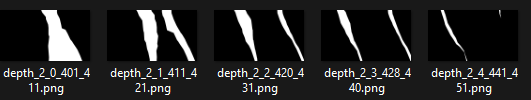 depth_2_0_401_4
11.png
depth_2_1_411_4
21.png
depth_2_2_420_4
31.png
depth_2_3_428_4
40.png
depth_2_4_441_4
51.png